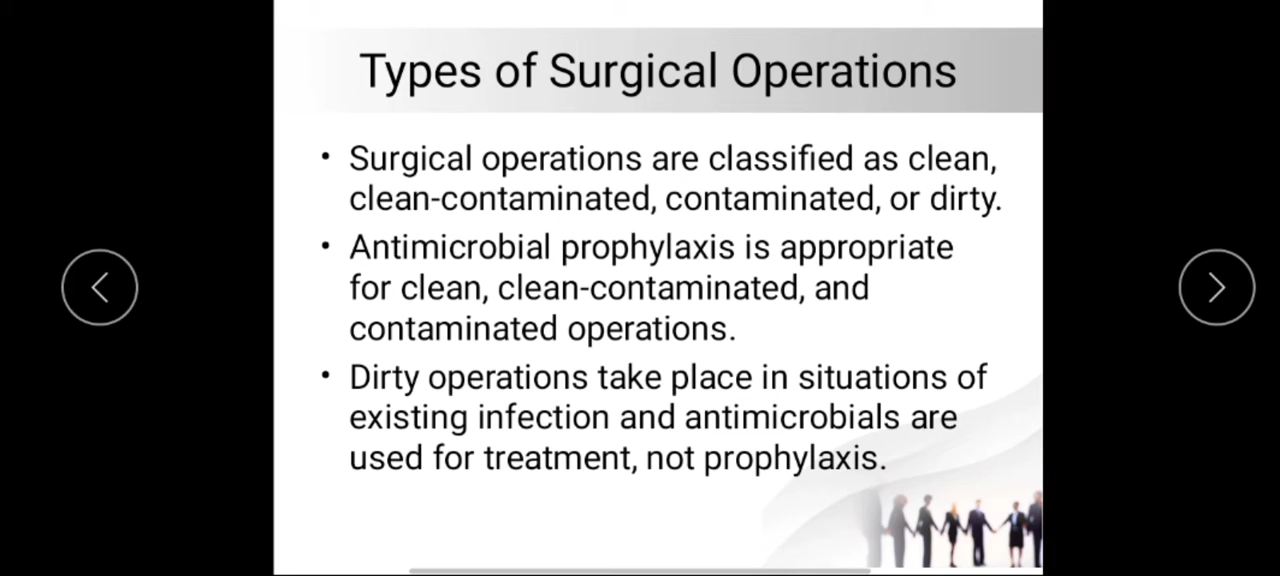 Types of Surgical Operations
• Surgical operations are classified as clean,
clean-contaminated, contaminated, or dirty.
• Antimicrobial prophylaxis is appropriate
for clean, clean-contaminated, and
contaminated operations.
• Dirty operations take place in situations of
existing infection and antimicrobials are
used for treatment, not prophylaxis.